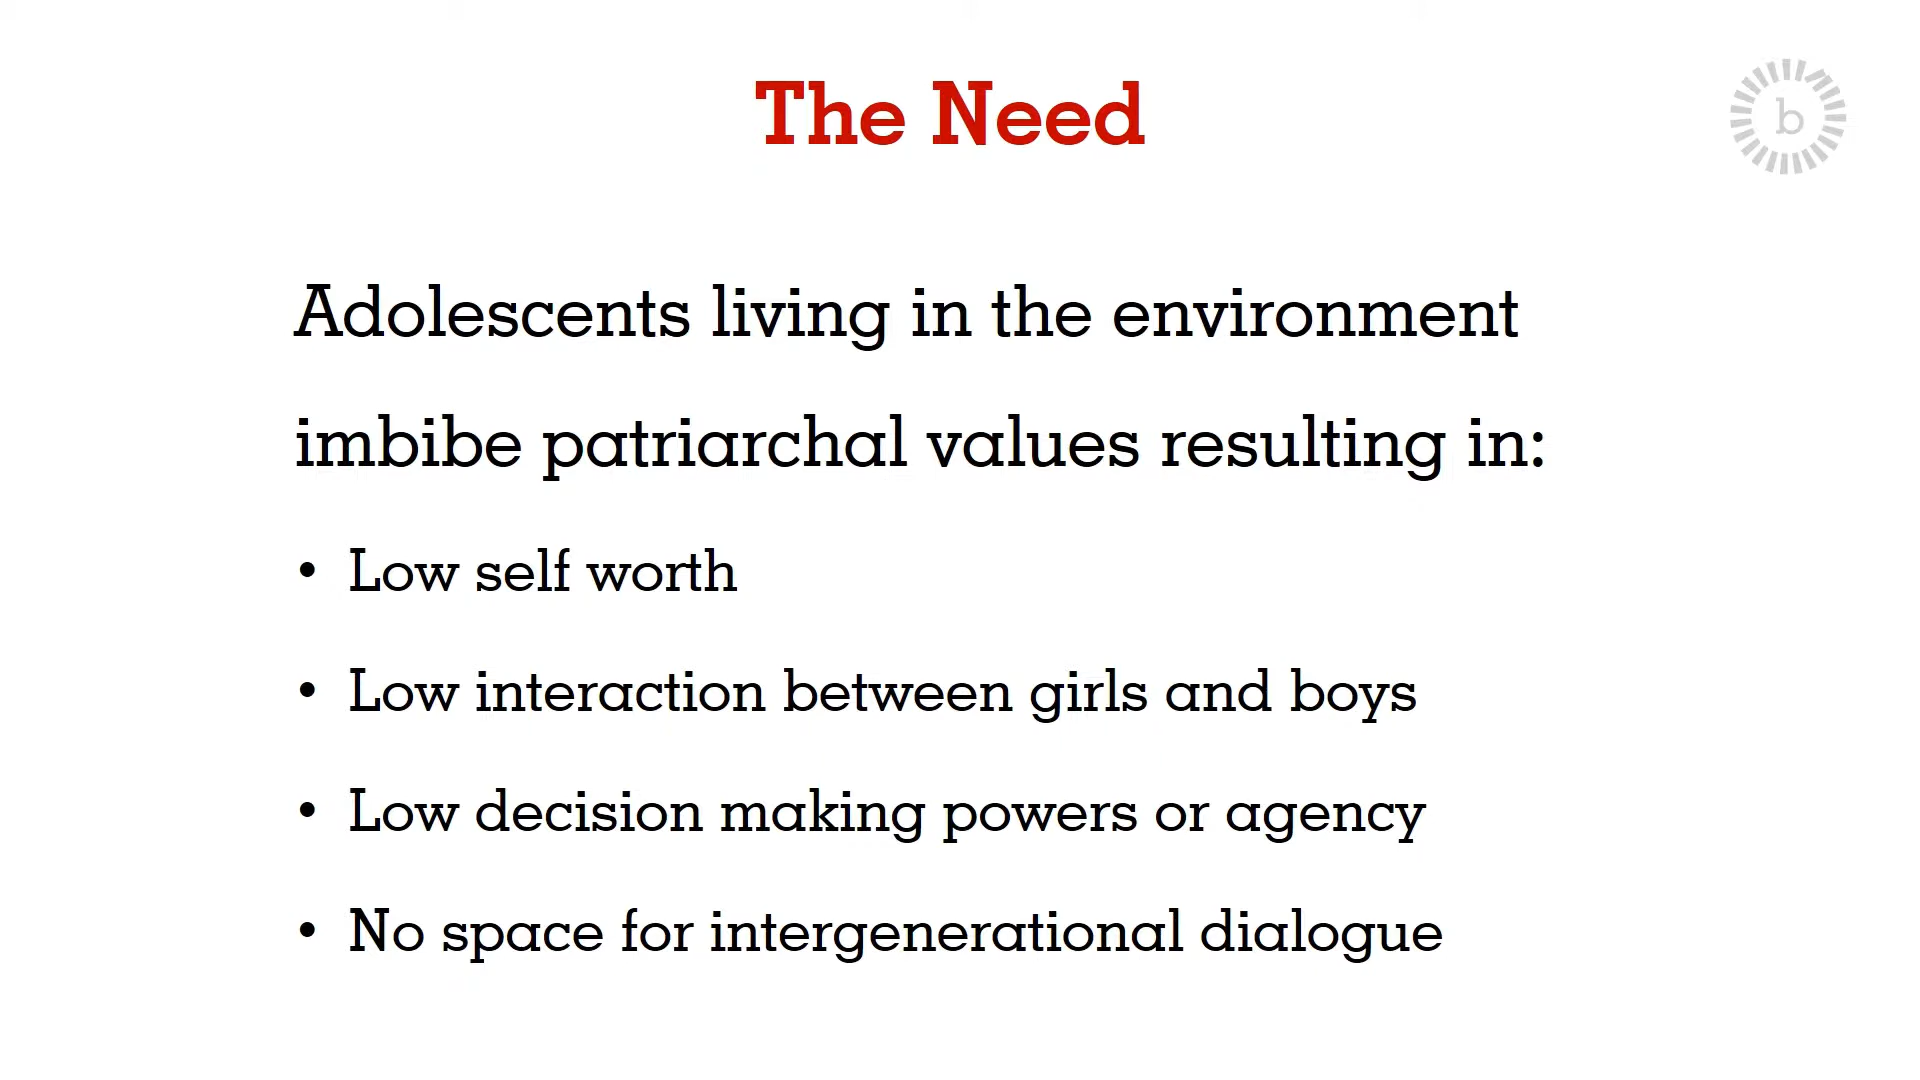 The Need
b
Adolescents living in the environment
imbibe patriarchal values resulting in:
• Low self worth
• Low interaction between girls and boys
• Low decision making powers or agency
• No space for intergenerational dialogue